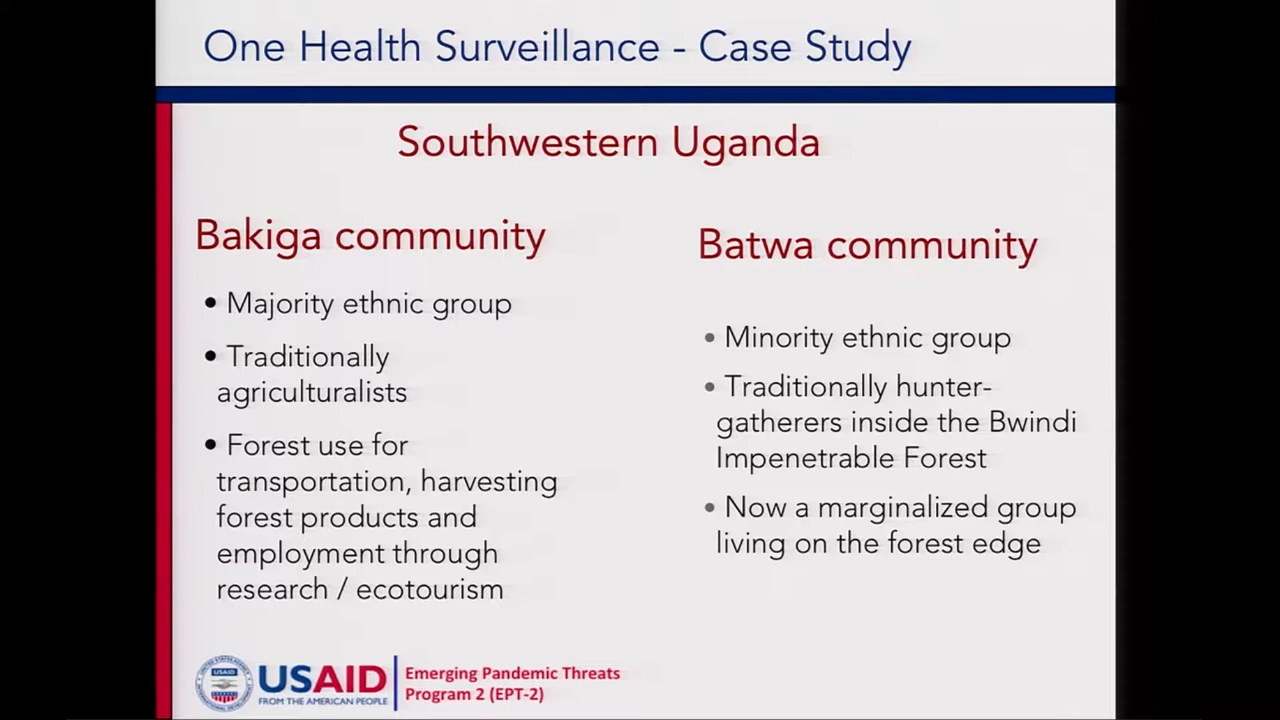 One Health Surveillance - Case Study
Southwestern Uganda
Bakiga community
• Majority ethnic group
• Traditionally
agriculturalists
• Forest use for
transportation, harvesting
forest products and
employment through
research / ecotourism
Batwa community
• Minority ethnic group
• Traditionally hunter-
gatherers inside the Bwindi
Impenetrable Forest
• Now a marginalized group
living on the forest edge
USAID
USAID
FROM THE AMERICAN PEOPLE
Emerging Pandemic Threats
Program 2 (EPT-2)